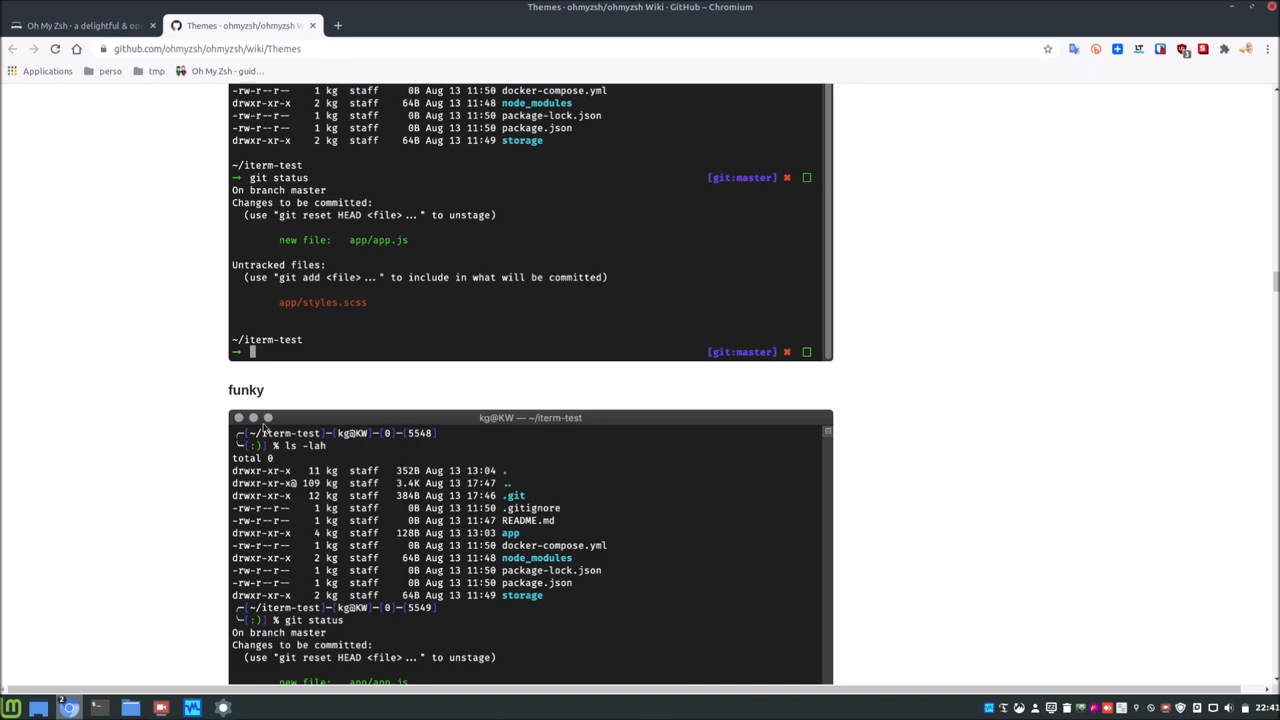 Themes · ohmyzsh/ohmyzsh Wiki · GitHub – Chromium
Oh My Zsh - a delightful & op
Themes · ohmyzsh/ohmyzsh W
github.com/ohmyzsh/ohmyzsh/wiki/Themes
Applications
perso
tmp
Oh My Zsh - guid…
-rw-r--r-- 1 kg staff 0B Aug 13 11:50 docker-compose.yml
drwxr-xr-x 2 kg staff 64B Aug 13 11:48 node_modules
-rw-r--r-- 1 kg staff 0B Aug 13 11:50 package-lock.json
-rw-r--r-- 1 kg staff 0B Aug 13 11:50 package.json
drwxr-xr-x 2 kg staff 64B Aug 13 11:49 storage
~/iterm-test
→ git status [git:master] ✖ □
On branch master
Changes to be committed:
(use "git reset HEAD <file>..." to unstage)
new file: app/app.js
Untracked files:
(use "git add <file>..." to include in what will be committed)
app/styles.scss
~/iterm-test
→ [git:master] ✖ □
funky
kg@KW — ~/iterm-test
╭─[~/iterm-test]─[kg@KW]─[0]─[5548]
╰─[:)] % ls -lah
total 0
drwxr-xr-x 11 kg staff 352B Aug 13 13:04 .
drwxr-xr-x@ 109 kg staff 3.4K Aug 13 17:47 ..
drwxr-xr-x 12 kg staff 384B Aug 13 17:46 .git
-rw-r--r-- 1 kg staff 0B Aug 13 11:50 .gitignore
-rw-r--r-- 1 kg staff 0B Aug 13 11:47 README.md
drwxr-xr-x 4 kg staff 128B Aug 13 13:03 app
-rw-r--r-- 1 kg staff 0B Aug 13 11:50 docker-compose.yml
drwxr-xr-x 2 kg staff 64B Aug 13 11:48 node_modules
-rw-r--r-- 1 kg staff 0B Aug 13 11:50 package-lock.json
-rw-r--r-- 1 kg staff 0B Aug 13 11:50 package.json
drwxr-xr-x 2 kg staff 64B Aug 13 11:49 storage
╭─[~/iterm-test]─[kg@KW]─[0]─[5549]
╰─[:)] % git status
On branch master
Changes to be committed:
(use "git reset HEAD <file>..." to unstage)
new file: app/app.js
2
22:41